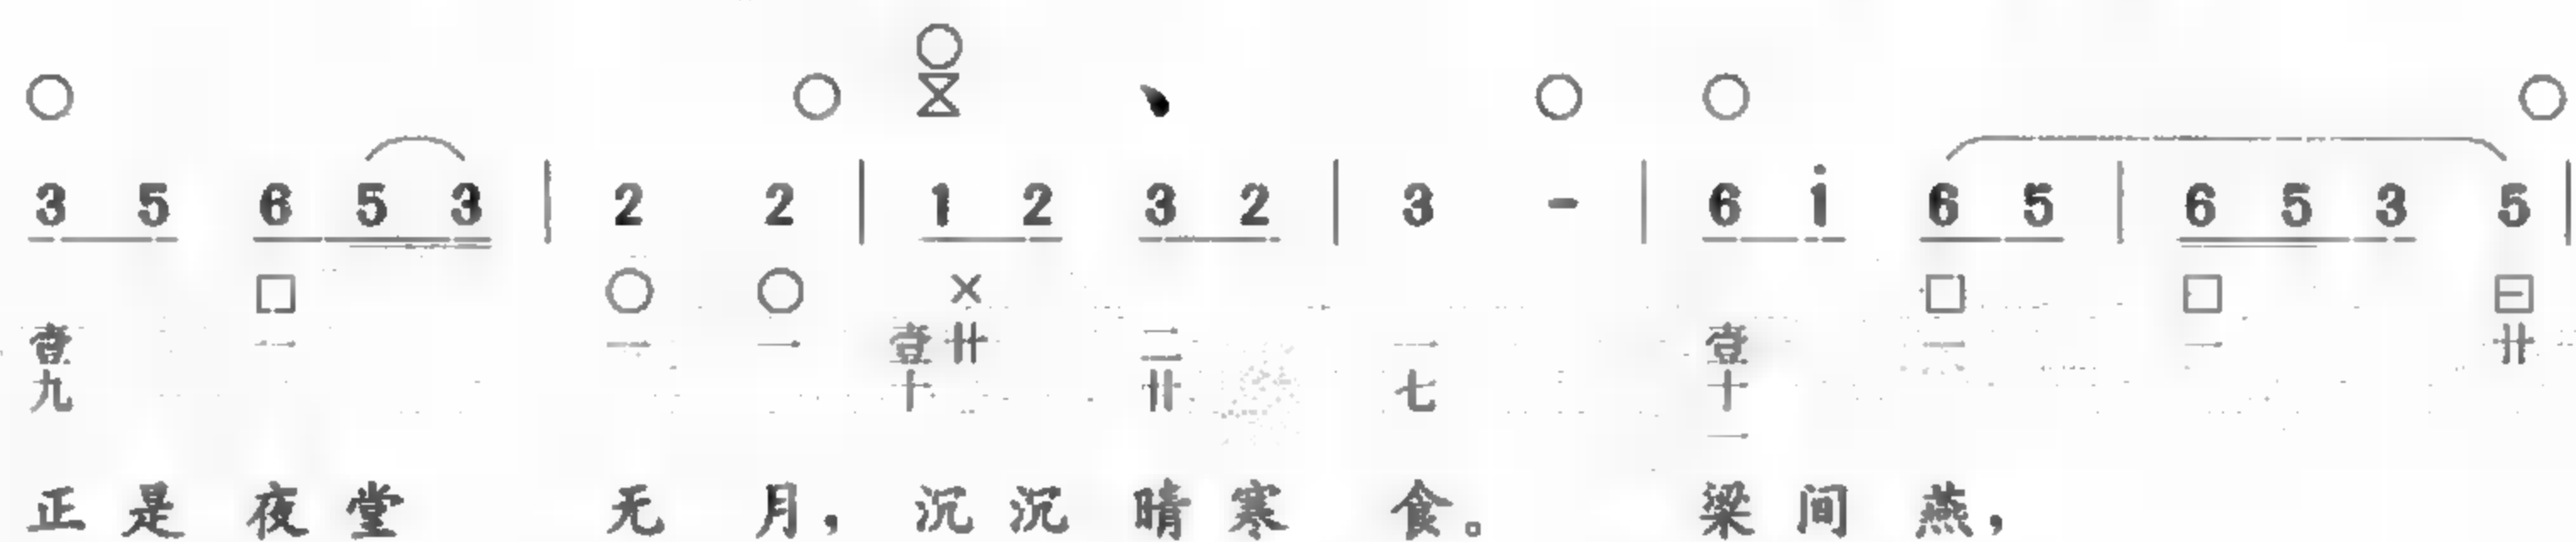 3 5 6 5 3 | 2 2 | 1 2 3 2 | 3 - | 6 i 6 5 | 6 5 3 5 |
壹 一 一 一 壹 廿 二 一 壹 二 一 廿
九 十 廿 七 十
一
正是夜堂 无月，沉沉晴寒食。 梁间燕，